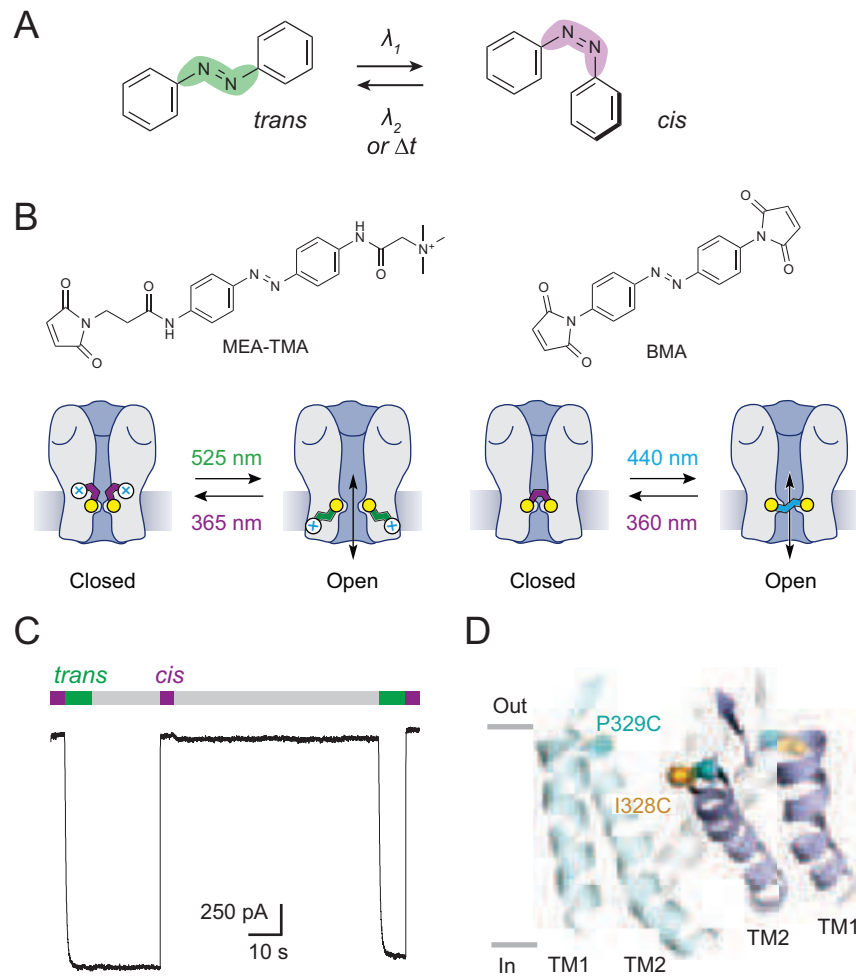 A
N=N
trans
λ1
λ2
or Δt
N=N
cis
B
O
N
O
O
N
H
N
N
H
N
O
N+
MEA-TMA
O
N
O
N
N
O
N
O
BMA
525 nm
365 nm
Closed
Open
440 nm
360 nm
Closed
Open
C
trans
cis
250 pA
10 s
D
Out
P329C
I328C
In
TM1
TM2
TM2
TM1